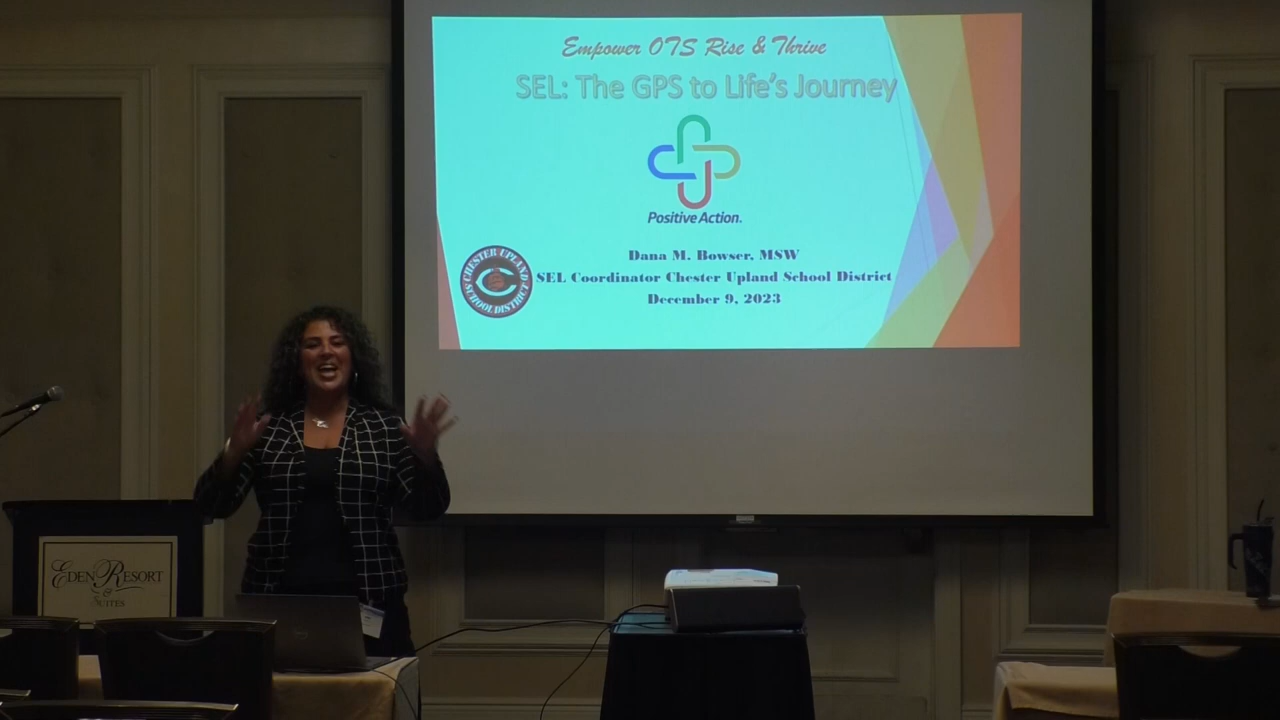 Empower OTS Rise & Thrive
SEL: The GPS to Life's Journey
Positive Action.
CHESTER UPLAND
SCHOOL DISTRICT
Dana M. Bowser, MSW
SEL Coordinator Chester Upland School District
December 9, 2023
EDEN RESORT
&
SUITES